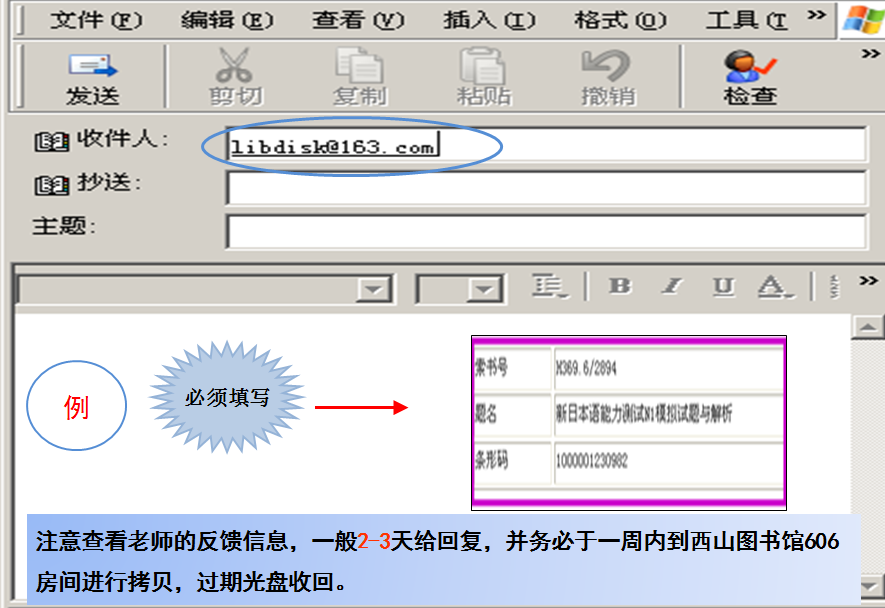 文件(F) 编辑(E) 查看(V) 插入(I) 格式(O) 工具(T
发送 剪切 复制 粘贴 撤销 检查
收件人: libdisk@163.com
抄送:
主题:
B I U A
例
必须填写
索书号 H369.6/2894
题名 新日本语能力测试N1模拟试题与解析
条形码 1000001230982
注意查看老师的反馈信息，一般2-3天给回复，并务必于一周内到西山图书馆606
房间进行拷贝，过期光盘收回。